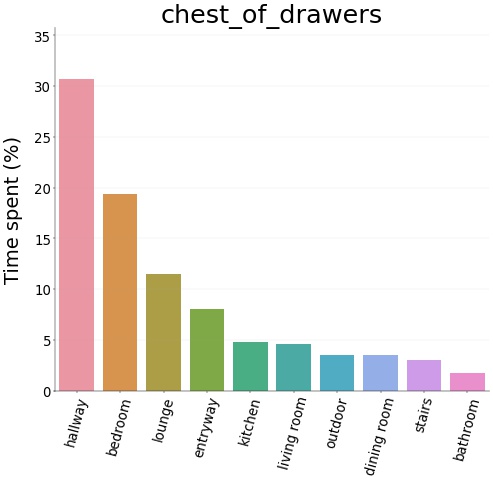 chest_of_drawers
Time spent (%)
35
30
25
20
15
10
5
0
hallway
bedroom
lounge
entryway
kitchen
living room
outdoor
dining room
stairs
bathroom